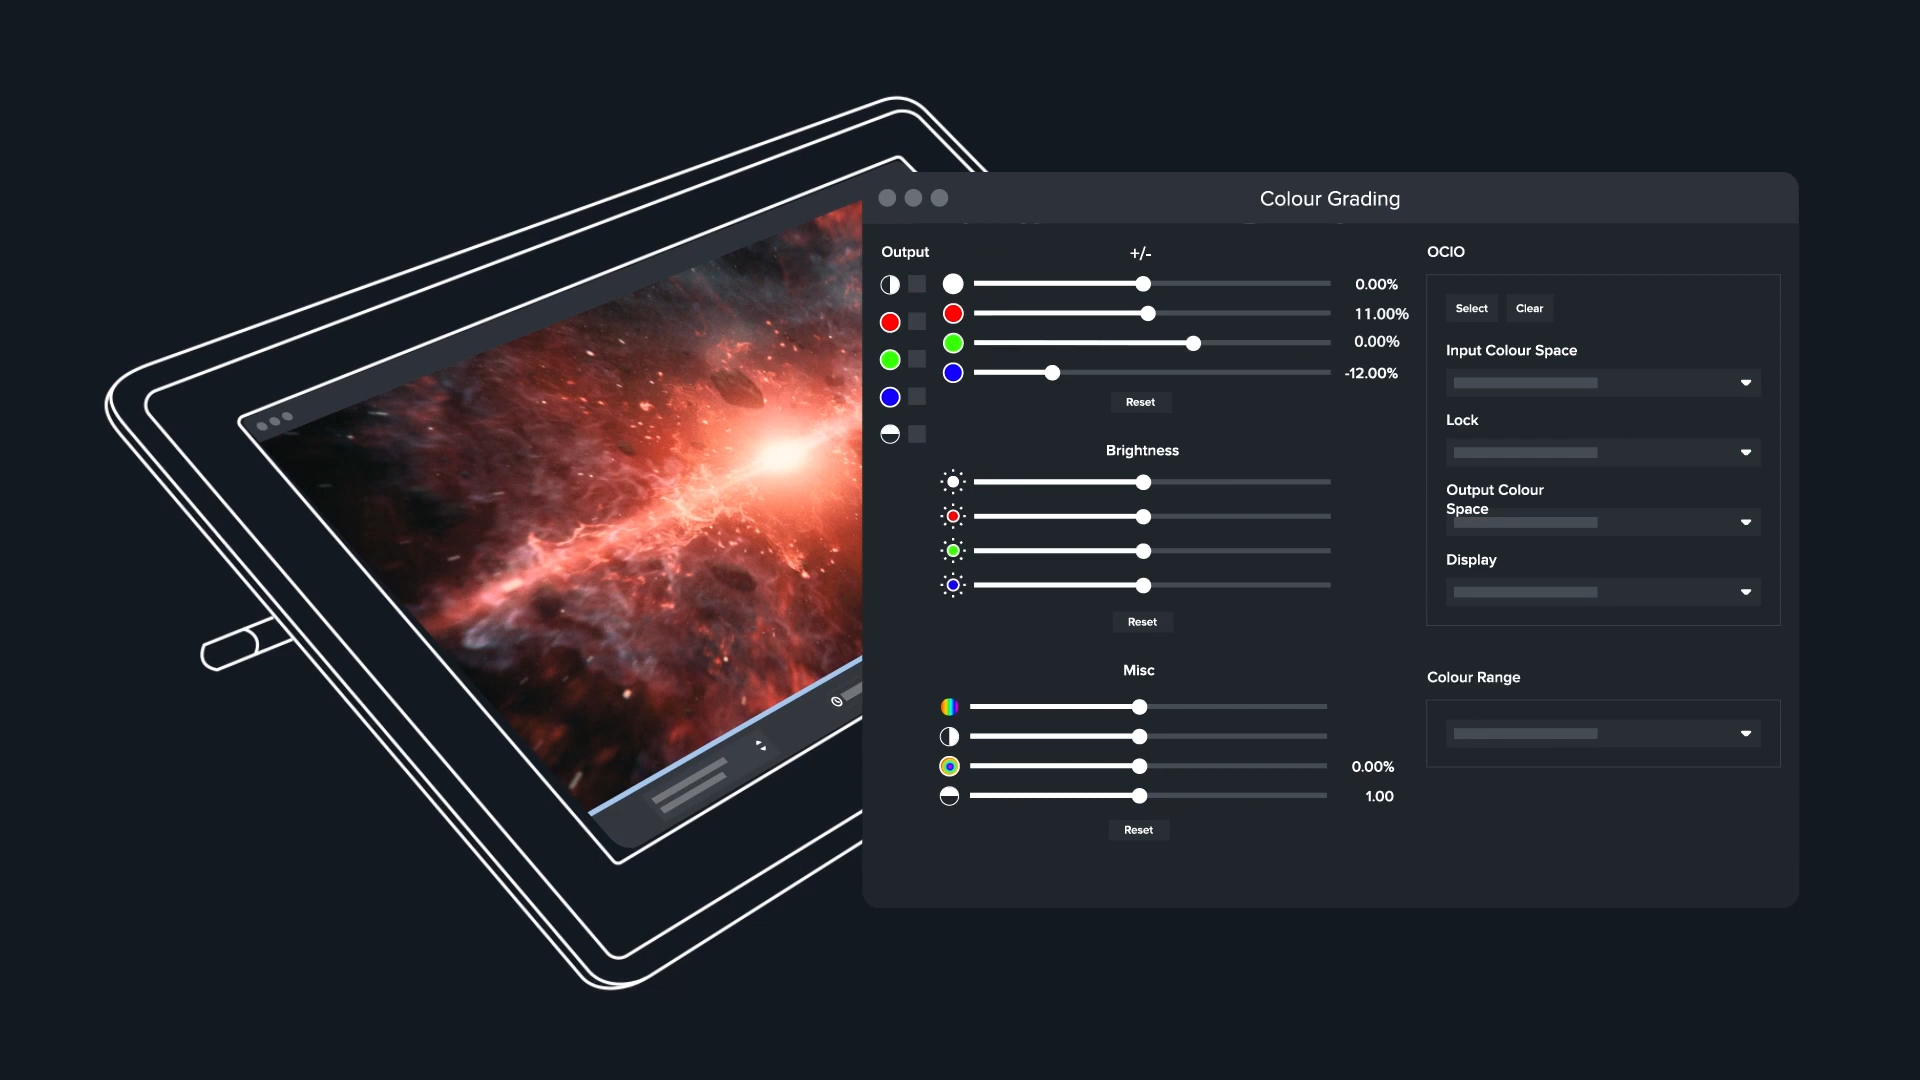 Colour Grading
Output
+/-
0.00%
11.00%
0.00%
-12.00%
Reset
Brightness
Reset
Misc
0.00%
1.00
Reset
OCIO
Select Clear
Input Colour Space
Lock
Output Colour
Space
Display
Colour Range